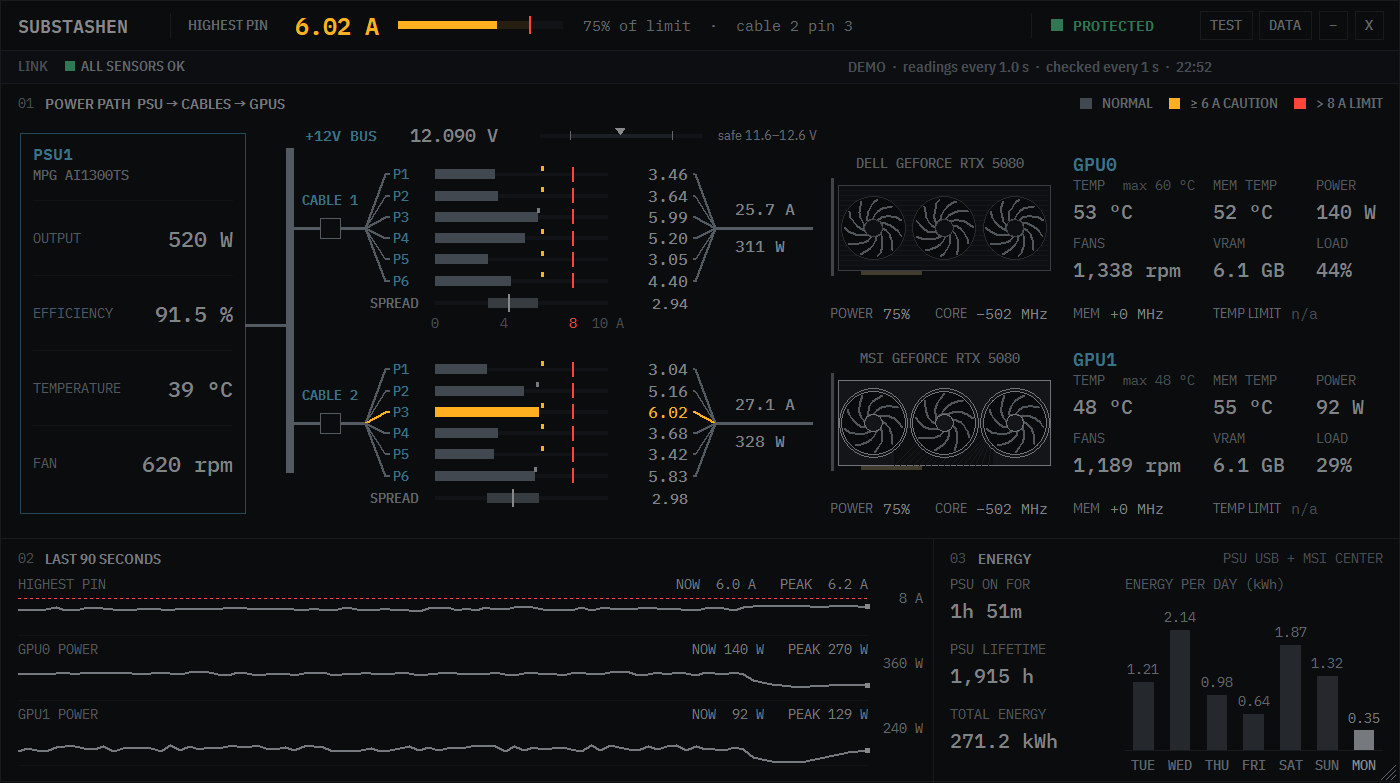 SUBSTASHEN HIGHEST PIN 6.02 A 75% of limit · cable 2 pin 3 PROTECTED TEST DATA − X
LINK ALL SENSORS OK DEMO · readings every 1.0 s · checked every 1 s · 22:52
01 POWER PATH PSU → CABLES → GPUS NORMAL ≥ 6 A CAUTION > 8 A LIMIT
+12V BUS 12.090 V safe 11.6–12.6 V
PSU1
MPG AI1300TS
OUTPUT 520 W
EFFICIENCY 91.5 %
TEMPERATURE 39 °C
FAN 620 rpm
CABLE 1
P1 3.46
P2 3.64
P3 5.99
P4 5.20
P5 3.05
P6 4.40
SPREAD 2.94
0 4 8 10 A
25.7 A
311 W
CABLE 2
P1 3.04
P2 5.16
P3 6.02
P4 3.68
P5 3.42
P6 5.83
SPREAD 2.98
27.1 A
328 W
DELL GEFORCE RTX 5080 GPU0
TEMP max 60 °C MEM TEMP POWER
53 °C 52 °C 140 W
FANS VRAM LOAD
1,338 rpm 6.1 GB 44%
POWER 75% CORE −502 MHz MEM +0 MHz TEMP LIMIT n/a
MSI GEFORCE RTX 5080 GPU1
TEMP max 48 °C MEM TEMP POWER
48 °C 55 °C 92 W
FANS VRAM LOAD
1,189 rpm 6.1 GB 29%
POWER 75% CORE −502 MHz MEM +0 MHz TEMP LIMIT n/a
02 LAST 90 SECONDS
HIGHEST PIN NOW 6.0 A PEAK 6.2 A
8 A
GPU0 POWER NOW 140 W PEAK 270 W
360 W
GPU1 POWER NOW 92 W PEAK 129 W
240 W
03 ENERGY PSU USB + MSI CENTER
PSU ON FOR
1h 51m
PSU LIFETIME
1,915 h
TOTAL ENERGY
271.2 kWh
ENERGY PER DAY (kWh)
1.21 2.14 0.98 0.64 1.87 1.32 0.35
TUE WED THU FRI SAT SUN MON